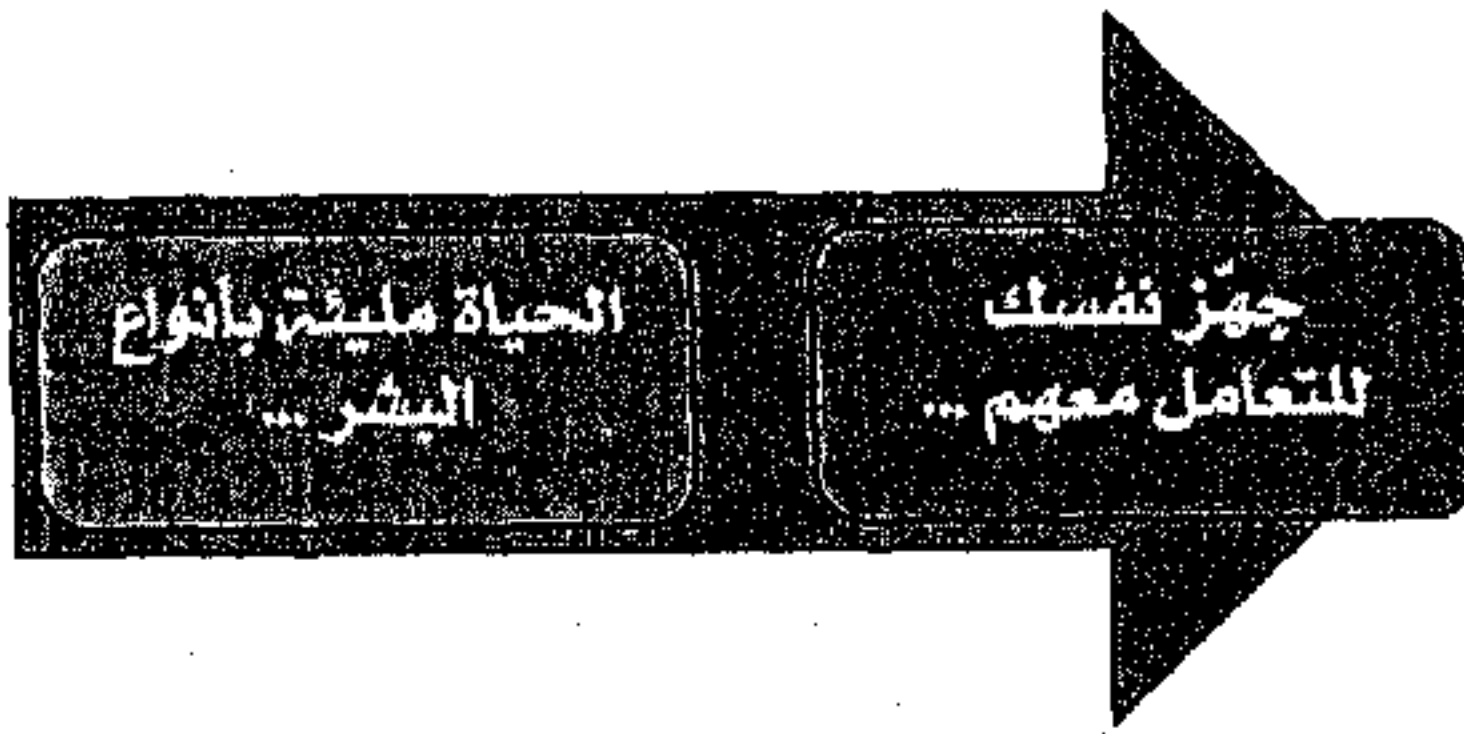 الحياة مليئة بأنواع
البشر ...
جهّز نفسك
للتعامل معهم ...